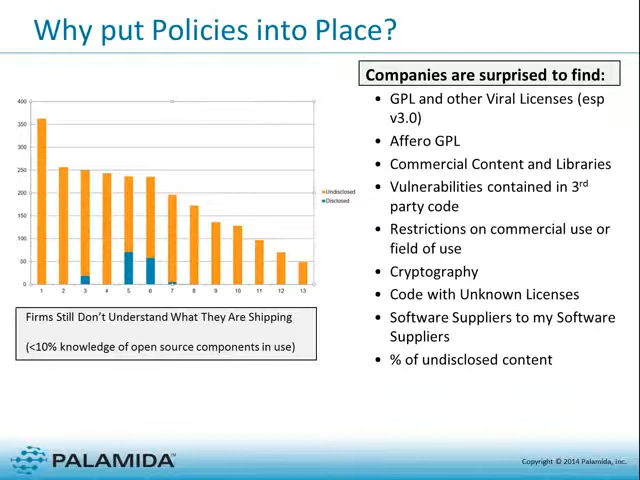 Why put Policies into Place?
400
350
300
250
200
150
100
50
0
1 2 3 4 5 6 7 8 9 10 11 12 13
Undisclosed
Disclosed
Firms Still Don't Understand What They Are Shipping
(<10% knowledge of open source components in use)
Companies are surprised to find:
• GPL and other Viral Licenses (esp
v3.0)
• Affero GPL
• Commercial Content and Libraries
• Vulnerabilities contained in 3rd
party code
• Restrictions on commercial use or
field of use
• Cryptography
• Code with Unknown Licenses
• Software Suppliers to my Software
Suppliers
• % of undisclosed content
PALAMIDA™
Copyright © 2014 Palamida, Inc.